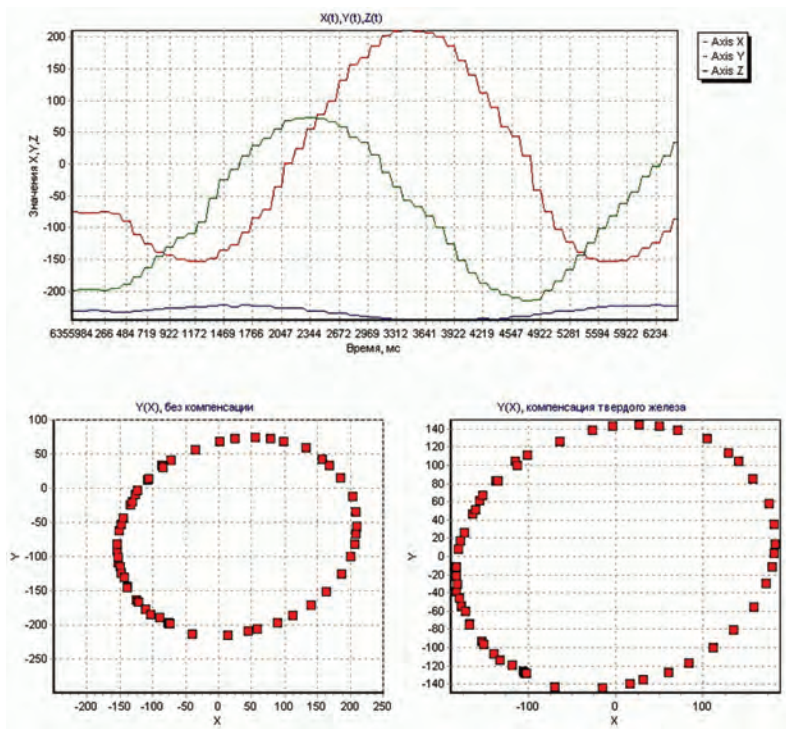 X(t),Y(t),Z(t)
Axis X
Axis Y
Axis Z
Значения X,Y,Z
200
150
100
50
0
-50
-100
-150
-200
6355984 266 484 719 922 1172 1469 1766 2047 2344 2672 2969 3312 3641 3922 4219 4547 4922 5281 5594 5922 6234
Время, мс
Y(X), без компенсации
Y
100
50
0
-50
-100
-150
-200
-250
-200 -150 -100 -50 0 50 100 150 200 250
X
Y(X), компенсация твердого железа
Y
140
120
100
80
60
40
20
0
-20
-40
-60
-80
-100
-120
-140
-100 0 100
X